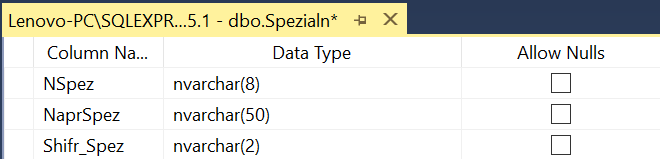 Lenovo-PC\SQLEXPR...5.1 - dbo.Spezialn*
Column Na... Data Type Allow Nulls
NSpez nvarchar(8)
NaprSpez nvarchar(50)
Shifr_Spez nvarchar(2)